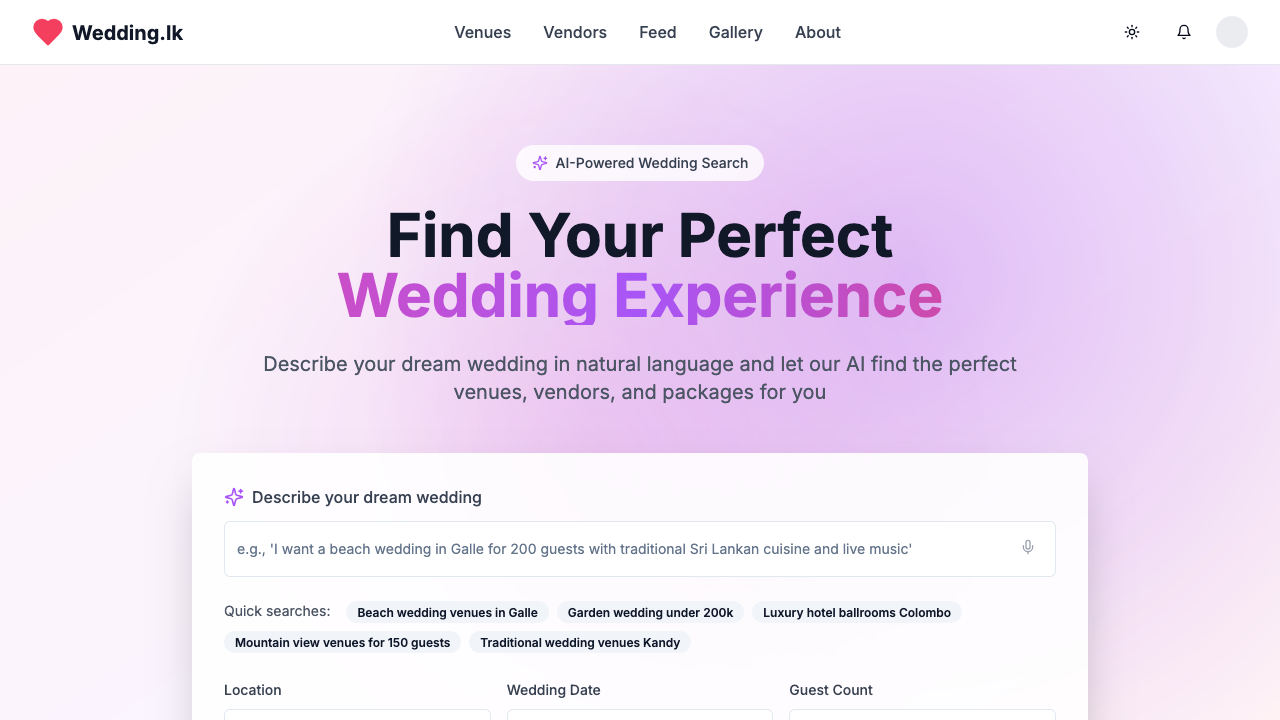 Wedding.lk
Venues Vendors Feed Gallery About
AI-Powered Wedding Search
Find Your Perfect
Wedding Experience
Describe your dream wedding in natural language and let our AI find the perfect
venues, vendors, and packages for you
Describe your dream wedding
e.g., 'I want a beach wedding in Galle for 200 guests with traditional Sri Lankan cuisine and live music'
Quick searches: Beach wedding venues in Galle Garden wedding under 200k Luxury hotel ballrooms Colombo
Mountain view venues for 150 guests Traditional wedding venues Kandy
Location Wedding Date Guest Count